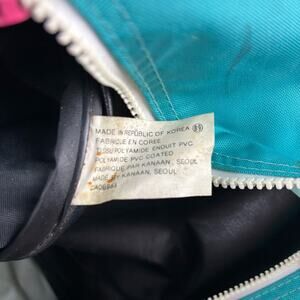 MADE IN REPUBLIC OF KOREA
FABRIQUE EN COREE
TISSU POLYAMIDE ENDUIT PVC
POLYAMIDE PVC COATED
FABRIQUE PAR KANAAN, SEOUL
MADE BY KANAAN, SEOUL